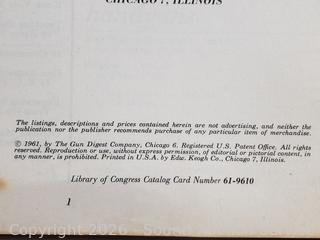 CHICAGO 7, ILLINOIS
The listings, descriptions and prices contained herein are not advertising, and neither the
publication nor the publisher recommends purchase of any particular item of merchandise.
© 1961, by The Gun Digest Company, Chicago 6. Registered U.S. Patent Office. All rights
reserved. Reproduction or use, without express permission, of editorial or pictorial content, in
any manner, is prohibited. Printed in U.S.A. by Edw. Keogh Co., Chicago 7, Illinois.
Library of Congress Catalog Card Number 61-9610
1